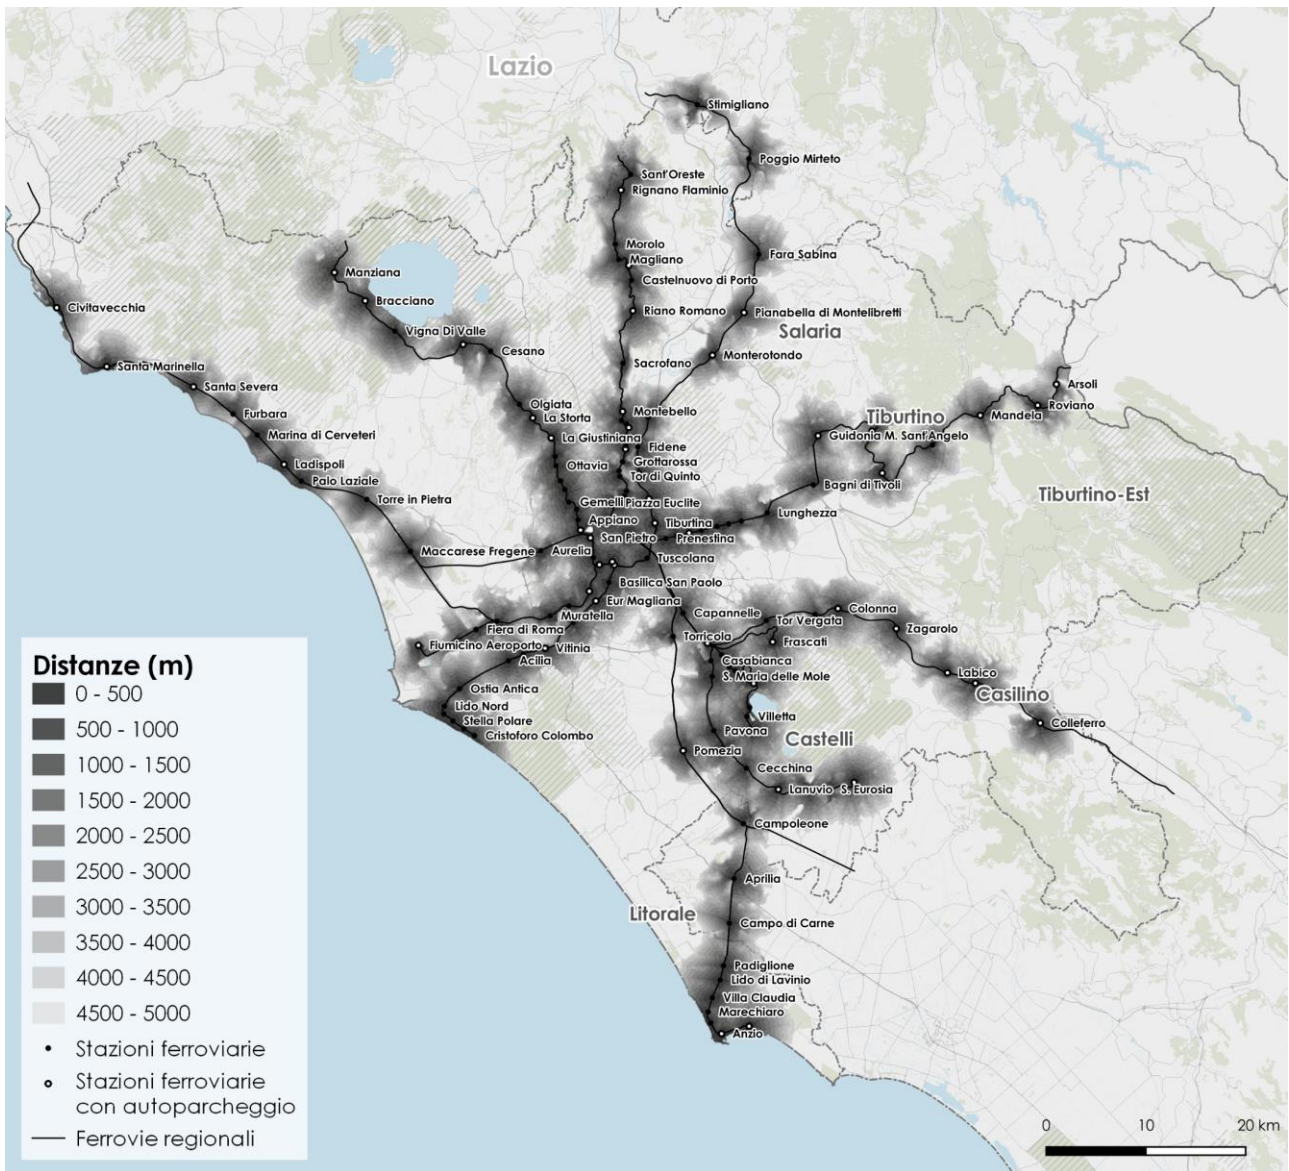 Lazio
Stimigliano
Poggio Mirteto
Sant'Oreste
Rignano Flaminio
Morolo
Magliano
Fara Sabina
Manziana
Castelnuovo di Porto
Bracciano
Civitavecchia
Riano Romano
Pianabella di Montelibretti
Salaria
Vigna Di Valle
Cesano
Monterotondo
Sacrofano
Santa Marinella
Santa Severa
Arsoli
Olgiata
Roviano
Furbara
La Storta
Montebello
Tiburtino
Mandela
Marina di Cerveteri
La Giustiniana
Guidonia M. Sant'Angelo
Fidene
Ladispoli
Ottavia
Grottarossa
Palo Laziale
Tor di Quinto
Bagni di Tivoli
Tiburtino-Est
Torre in Pietra
Gemelli
Piazza Euclite
Lunghezza
Appiano
Tiburtina
San Pietro
Prenestina
Maccarese Fregene
Aurelia
Tuscolana
Basilica San Paolo
Eur Magliana
Muratella
Capannelle
Colonna
Tor Vergata
Fiera di Roma
Zagarolo
Torricola
Frascati
Fiumicino Aeroporto
Vitinia
Acilia
Casabianca
S. Maria delle Mole
Labico
Casilino
Ostia Antica
Lido Nord
Stella Polare
Cristoforo Colombo
Villetta
Pavona
Castelli
Colleferro
Pomezia
Cecchina
Lanuvio
S. Eurosia
Campoleone
Aprilia
Litorale
Campo di Carne
Padiglione
Lido di Lavinio
Villa Claudia
Marechiaro
Anzio
Distanze (m)
0 - 500
500 - 1000
1000 - 1500
1500 - 2000
2000 - 2500
2500 - 3000
3000 - 3500
3500 - 4000
4000 - 4500
4500 - 5000
Stazioni ferroviarie
Stazioni ferroviarie
con autoparcheggio
Ferrovie regionali
0 10 20 km